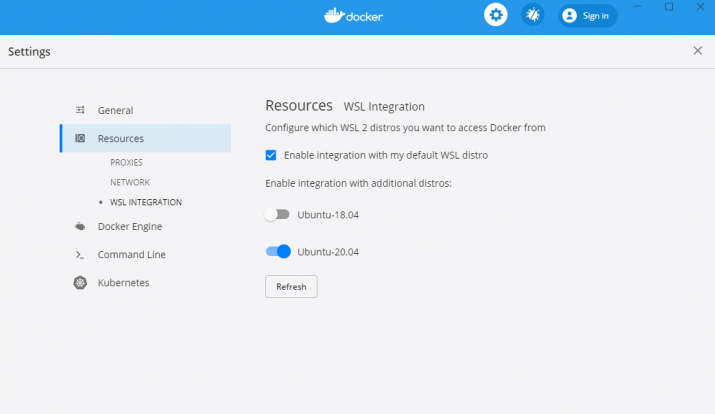 docker
Sign in
Settings
General
Resources
PROXIES
NETWORK
WSL INTEGRATION
Docker Engine
Command Line
Kubernetes
Resources WSL Integration
Configure which WSL 2 distros you want to access Docker from
Enable integration with my default WSL distro
Enable integration with additional distros:
Ubuntu-18.04
Ubuntu-20.04
Refresh